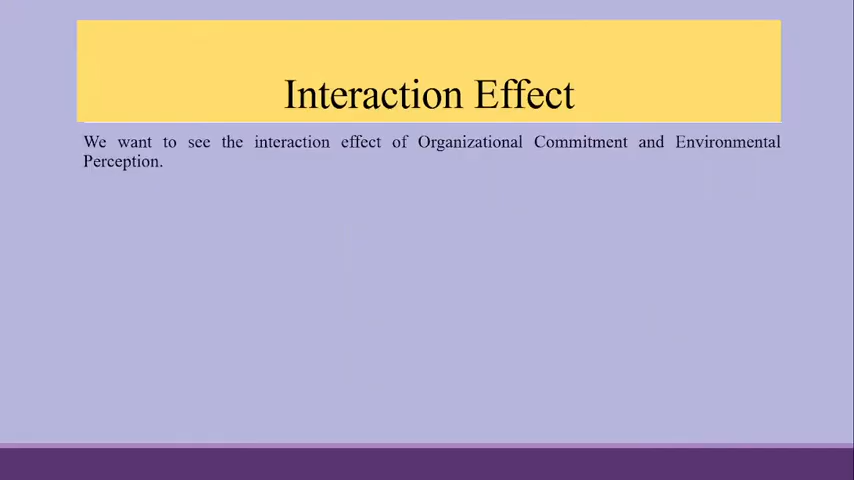 Interaction Effect
We want to see the interaction effect of Organizational Commitment and Environmental
Perception.